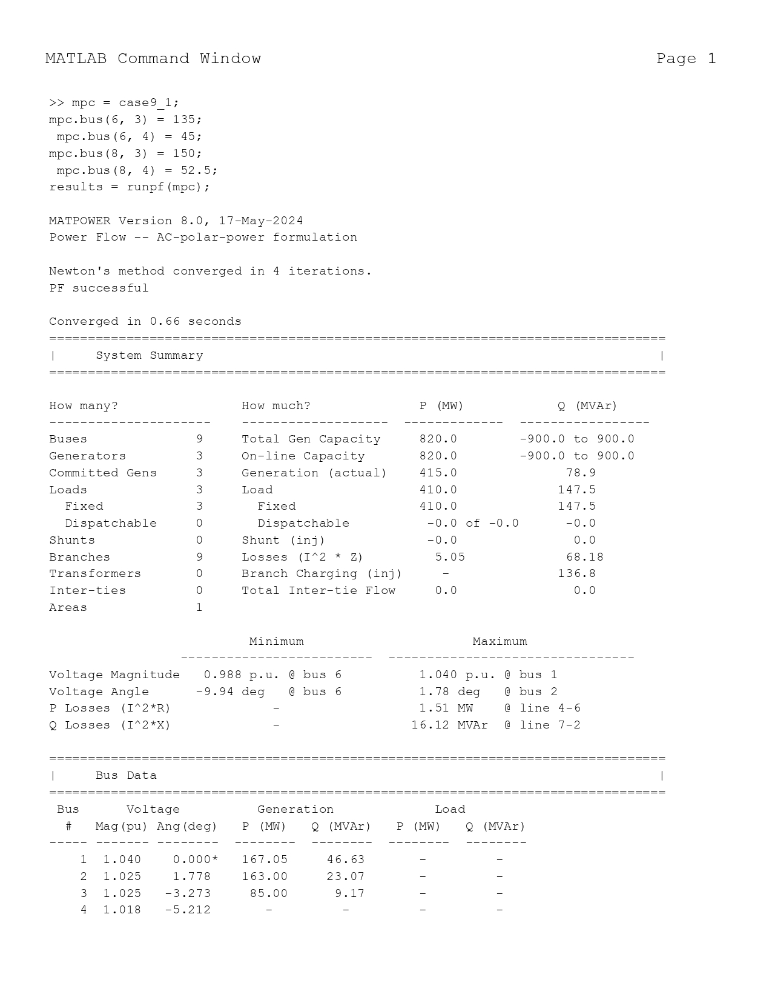 MATLAB Command Window                                      Page 1
>> mpc = case9_1;
mpc.bus(6, 3) = 135;
 mpc.bus(6, 4) = 45;
mpc.bus(8, 3) = 150;
 mpc.bus(8, 4) = 52.5;
results = runpf(mpc);

MATPOWER Version 8.0, 17-May-2024
Power Flow -- AC-polar-power formulation

Newton's method converged in 4 iterations.
PF successful

Converged in 0.66 seconds
================================================================================
|     System Summary                                                           |
================================================================================

How many?                How much?              P (MW)            Q (MVAr)
---------------------    -------------------  -------------  -----------------
Buses              9     Total Gen Capacity     820.0        -900.0 to 900.0
Generators         3     On-line Capacity       820.0        -900.0 to 900.0
Committed Gens     3     Generation (actual)    415.0              78.9
Loads              3     Load                   410.0             147.5
  Fixed            3       Fixed                410.0             147.5
  Dispatchable     0       Dispatchable          -0.0 of -0.0      -0.0
Shunts             0     Shunt (inj)             -0.0               0.0
Branches           9     Losses (I^2 * Z)         5.05             68.18
Transformers       0     Branch Charging (inj)     -              136.8
Inter-ties         0     Total Inter-tie Flow     0.0               0.0
Areas              1

                          Minimum                      Maximum
                 -------------------------  --------------------------------
Voltage Magnitude   0.988 p.u. @ bus 6          1.040 p.u. @ bus 1
Voltage Angle      -9.94 deg   @ bus 6          1.78 deg   @ bus 2
P Losses (I^2*R)             -                  1.51 MW    @ line 4-6
Q Losses (I^2*X)             -                 16.12 MVAr  @ line 7-2

================================================================================
|     Bus Data                                                                 |
================================================================================
 Bus      Voltage          Generation             Load
  #   Mag(pu) Ang(deg)   P (MW)   Q (MVAr)   P (MW)   Q (MVAr)
----- ------- --------  --------  --------  --------  --------
    1  1.040    0.000*   167.05     46.63       -         -
    2  1.025    1.778    163.00     23.07       -         -
    3  1.025   -3.273     85.00      9.17       -         -
    4  1.018   -5.212       -         -         -         -